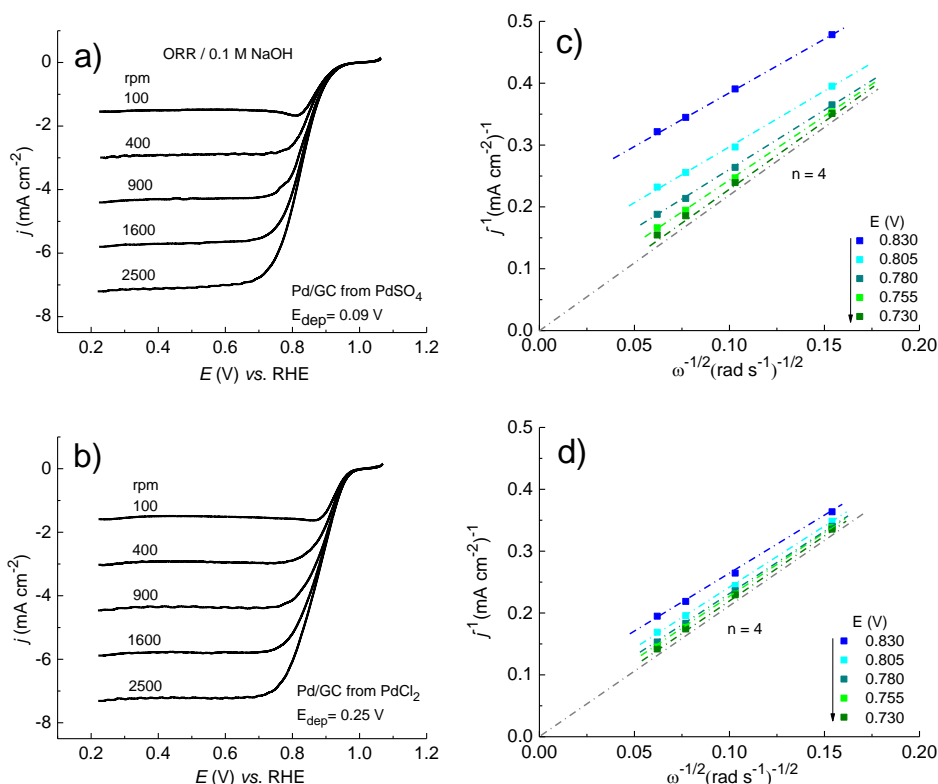 a)
ORR / 0.1 M NaOH
rpm
100
400
900
1600
2500
Pd/GC from PdSO₄
E_dep= 0.09 V
0
-2
-4
-6
-8
j (mA cm⁻²)
0.2 0.4 0.6 0.8 1.0 1.2
E (V) vs. RHE
c)
0.5
0.4
0.3
0.2
0.1
0.0
j⁻¹(mA cm⁻²)⁻¹
n = 4
E (V)
0.830
0.805
0.780
0.755
0.730
0.00 0.05 0.10 0.15 0.20
ω⁻¹/²(rad s⁻¹)⁻¹/²
b)
rpm
100
400
900
1600
2500
Pd/GC from PdCl₂
E_dep= 0.25 V
0
-2
-4
-6
-8
j (mA cm⁻²)
0.2 0.4 0.6 0.8 1.0 1.2
E (V) vs. RHE
d)
0.5
0.4
0.3
0.2
0.1
0.0
j⁻¹(mA cm⁻²)⁻¹
n = 4
E (V)
0.830
0.805
0.780
0.755
0.730
0.00 0.05 0.10 0.15 0.20
ω⁻¹/²(rad s⁻¹)⁻¹/²